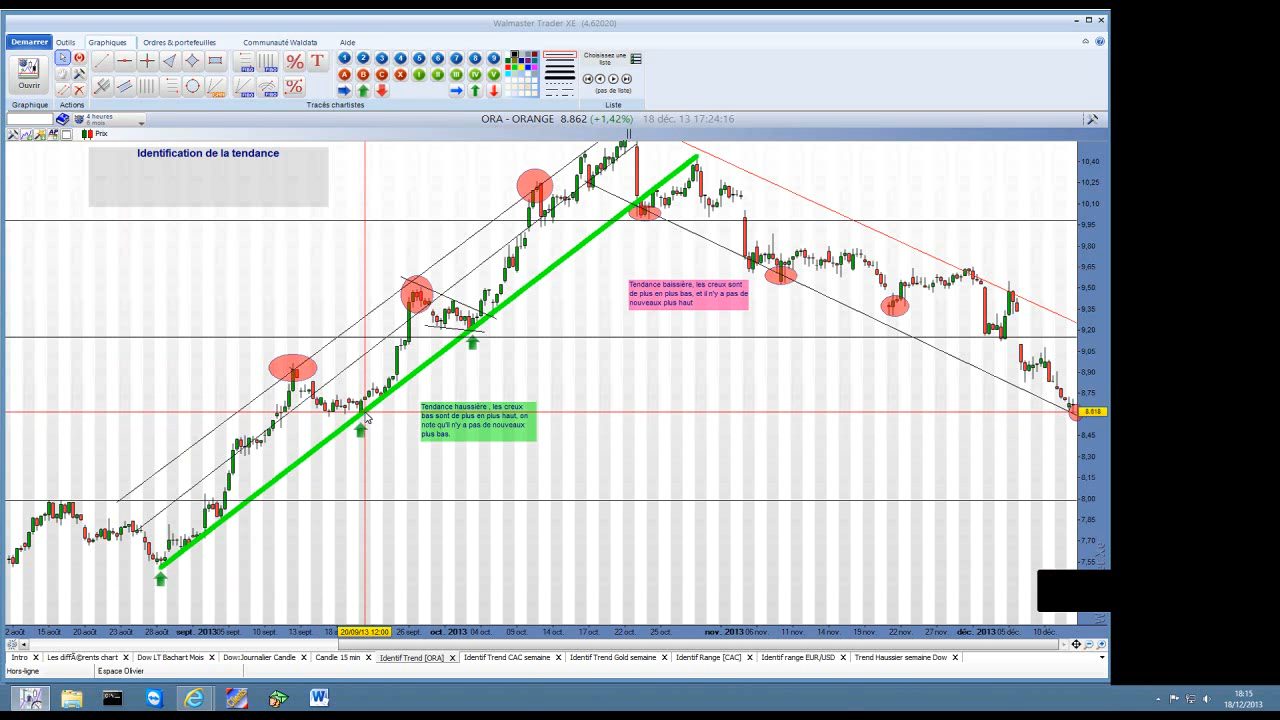 Walmaster Trader XE (4.62020)
Demarrer Outils Graphiques Ordres & portefeuilles Communauté Waldata Aide
Choisissez une
liste
Ouvrir
(pas de liste)
Graphique Actions Tracés chartistes Liste
4 heures
6 mois
ORA - ORANGE 8.862 (+1,42%) 18 déc. 13 17:24:16
Prix
Identification de la tendance
10,40
10,25
10,10
9,95
9,80
9,65
9,50
9,35
9,20
9,05
8,90
8,75
8.618
8,45
8,30
8,15
8,00
7,85
7,70
7,55
Tendance baissière, les creux sont
de plus en plus bas, et il n'y a pas de
nouveaux plus haut
Tendance haussière , les creux
bas sont de plus en plus haut, on
note qu'il n'y a pas de nouveaux
plus bas.
2 août 15 août 20 août 23 août 28 août sept. 2013 05 sept. 10 sept. 13 sept. 18 s 20/09/13 12:00 26 sept. oct. 2013 04 oct. 09 oct. 14 oct. 17 oct. 22 oct. 25 oct. nov. 2013 06 nov. 11 nov. 14 nov. 19 nov. 22 nov. 27 nov. déc. 2013 05 déc. 10 déc.
Intro X Les diffÃ©rents chart X Dow LT Bachart Mois X Dow:Journalier Candle X Candle 15 min X Identif Trend [ORA] X Identif Trend CAC semaine X Identif Trend Gold semaine X Identif Range [CAC] X Identif range EUR/USD X Trend Haussier semaine Dow X
Hors-ligne Espace Olivier
18:15
18/12/2013